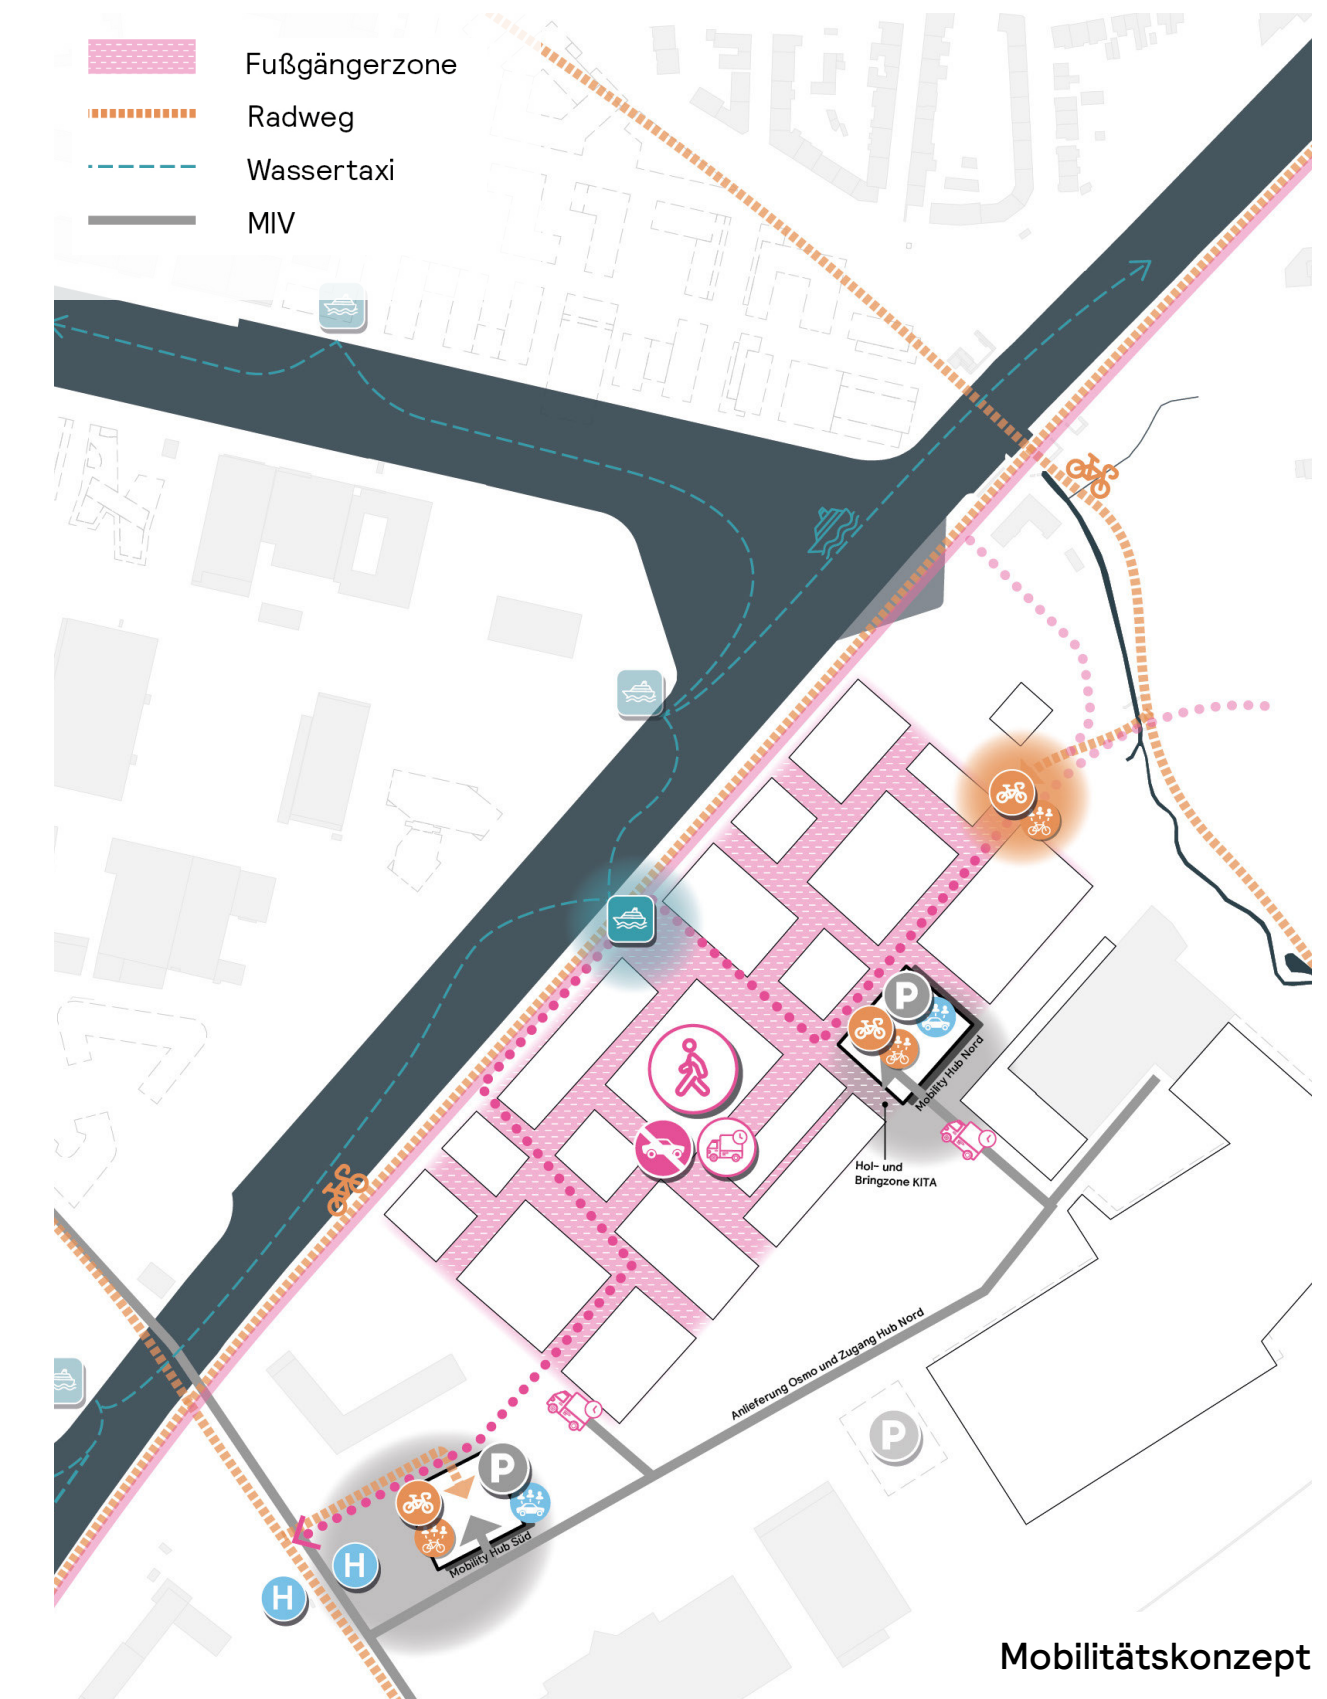 Fußgängerzone
Radweg
Wassertaxi
MIV
P
Mobility Hub Nord
Hol- und
Bringzone KITA
Anlieferung Osmo und Zugang Hub Nord
P
P
Mobility Hub Süd
H
H
Mobilitätskonzept